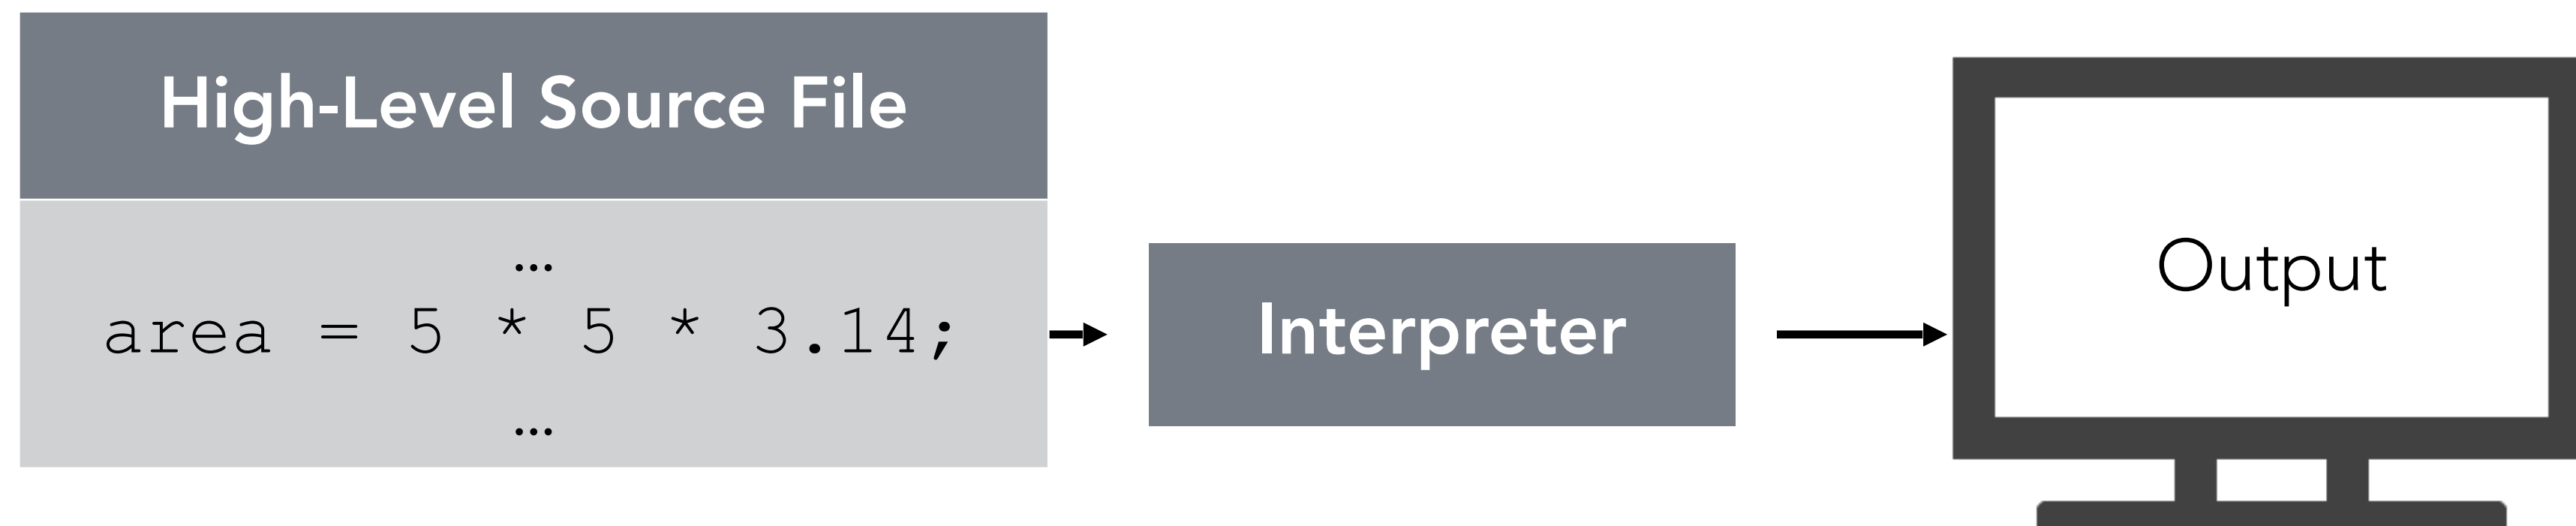 High-Level Source File
...
area = 5 * 5 * 3.14;
...
Interpreter
Output